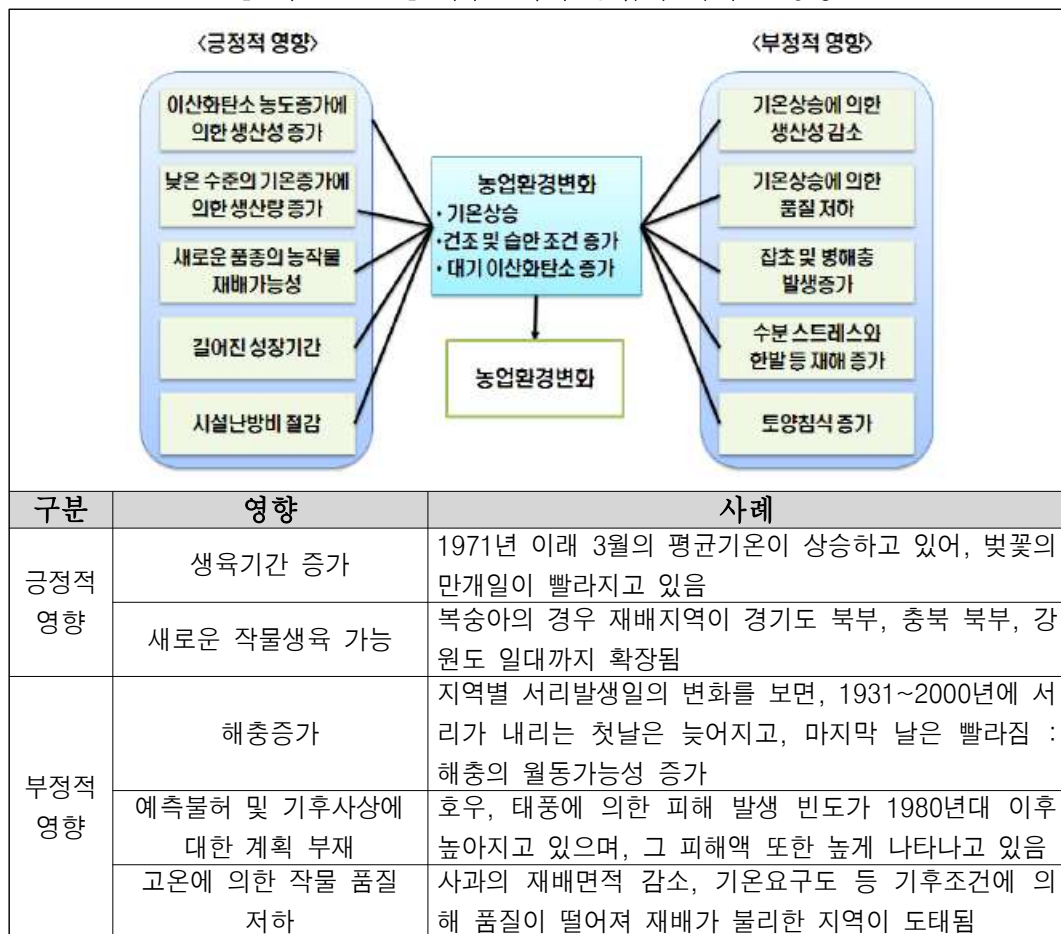 <긍정적 영향>
이산화탄소 농도증가에
의한 생산성 증가
낮은 수준의 기온증가에
의한 생산량 증가
새로운 품종의 농작물
재배가능성
길어진 성장기간
시설난방비 절감
농업환경변화
• 기온상승
• 건조 및 습한 조건 증가
• 대기 이산화탄소 증가
농업환경변화
<부정적 영향>
기온상승에 의한
생산성 감소
기온상승에 의한
품질 저하
잡초 및 병해충
발생증가
수분 스트레스와
한발 등 재해 증가
토양침식 증가
구분 영향 사례
긍정적
영향
생육기간 증가
1971년 이래 3월의 평균기온이 상승하고 있어, 벚꽃의
만개일이 빨라지고 있음
새로운 작물생육 가능
복숭아의 경우 재배지역이 경기도 북부, 충북 북부, 강
원도 일대까지 확장됨
부정적
영향
해충증가
지역별 서리발생일의 변화를 보면, 1931~2000년에 서
리가 내리는 첫날은 늦어지고, 마지막 날은 빨라짐 :
해충의 월동가능성 증가
예측불허 및 기후사상에
대한 계획 부재
호우, 태풍에 의한 피해 발생 빈도가 1980년대 이후
높아지고 있으며, 그 피해액 또한 높게 나타나고 있음
고온에 의한 작물 품질
저하
사과의 재배면적 감소, 기온요구도 등 기후조건에 의
해 품질이 떨어져 재배가 불리한 지역이 도태됨